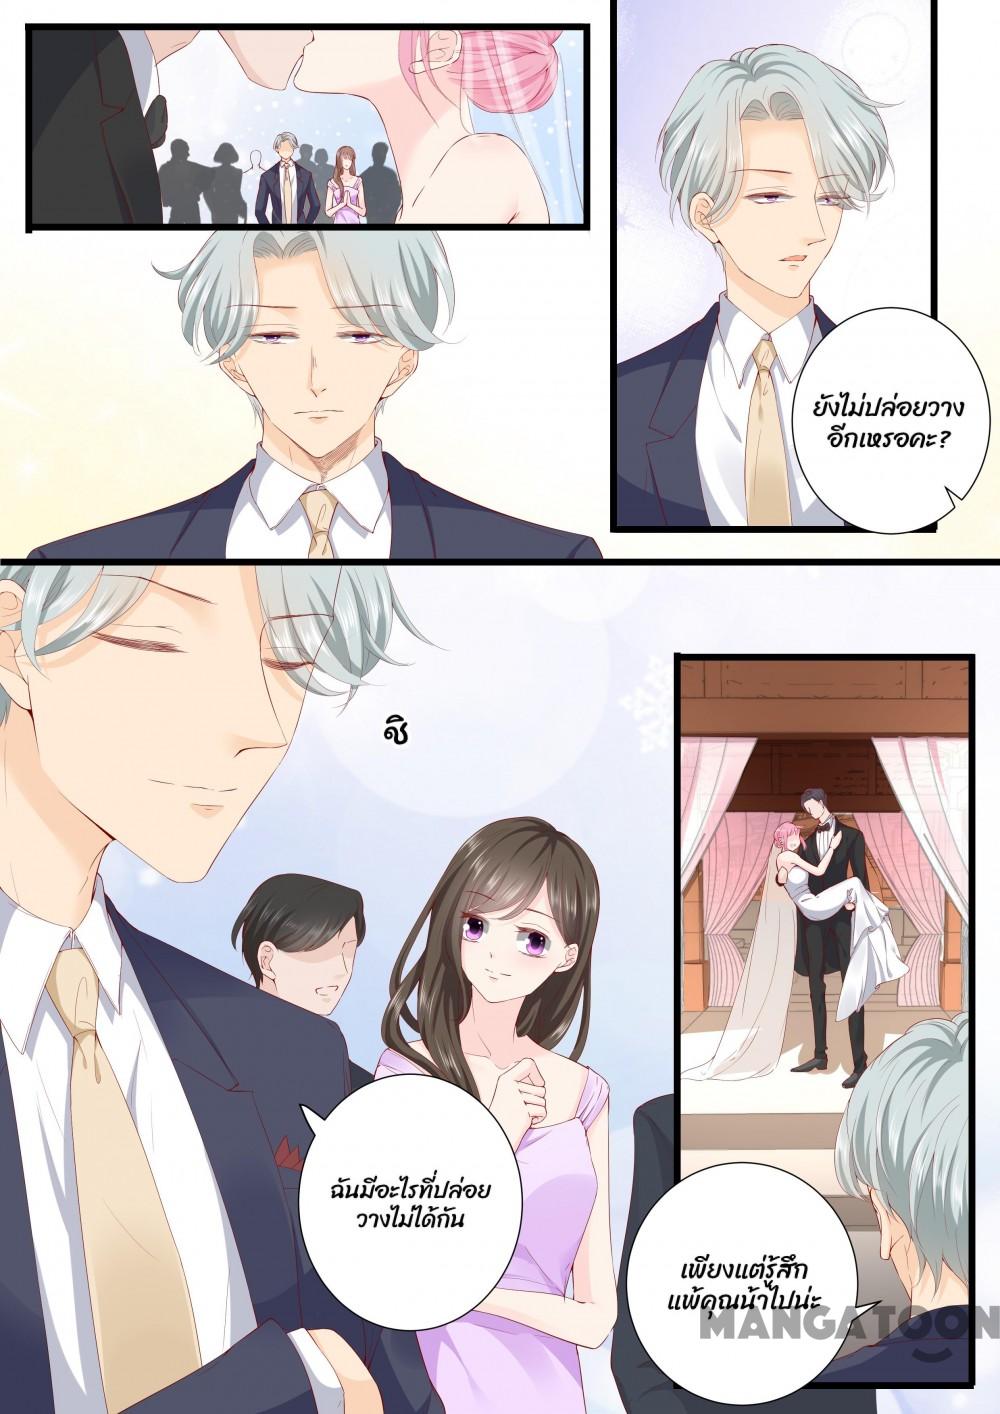 ยังไม่ปล่อยวาง
อีกเหรอคะ?
ชิ
ฉันมีอะไรที่ปล่อย
วางไม่ได้กัน
เพียงแต่รู้สึก
แพ้คุณน้าไปน่ะ
MANGATOON